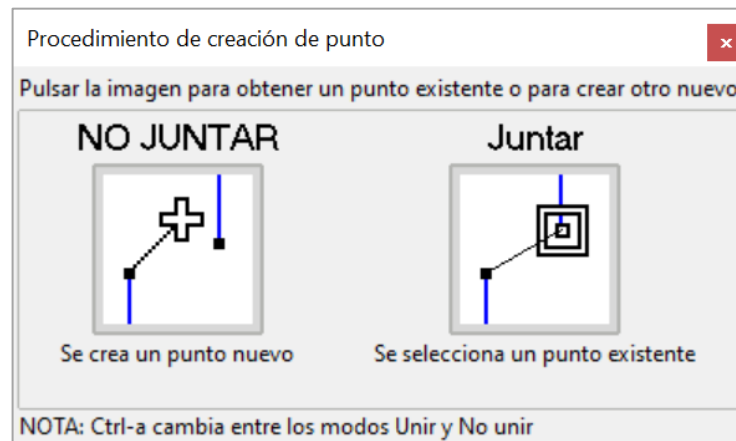 Procedimiento de creación de punto
Pulsar la imagen para obtener un punto existente o para crear otro nuevo
NO JUNTAR
Juntar
Se crea un punto nuevo
Se selecciona un punto existente
NOTA: Ctrl-a cambia entre los modos Unir y No unir